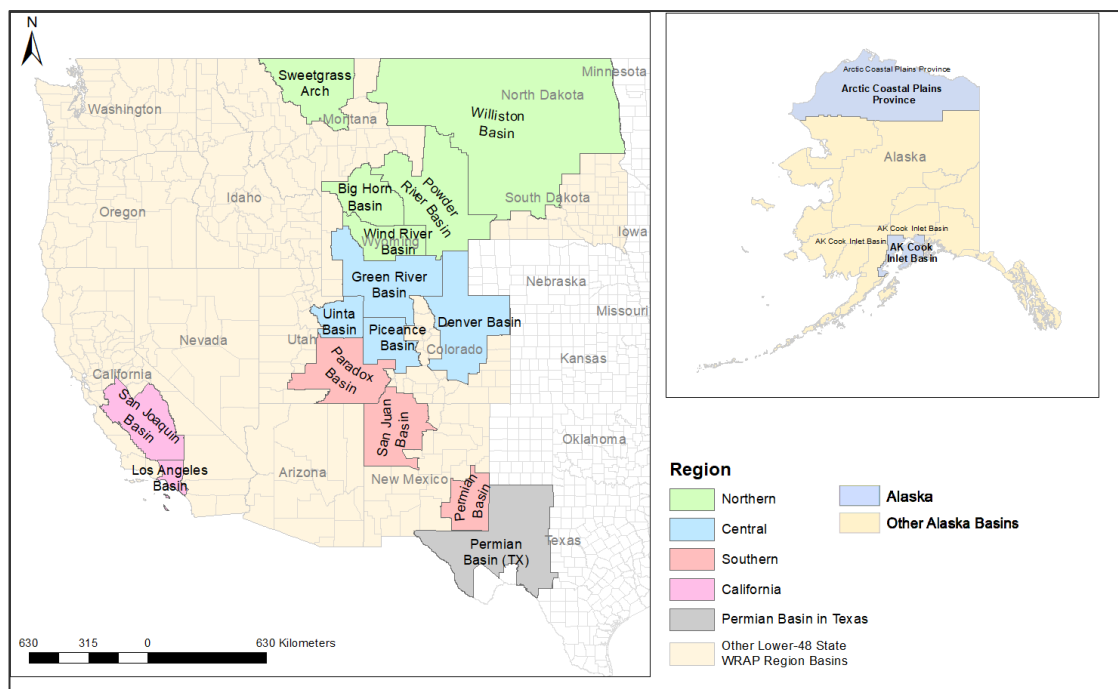 N
Sweetgrass
Arch
Minnesota
Washington
North Dakota
Montana
Williston
Basin
Oregon
Idaho
Big Horn
Basin
Powder
River Basin
South Dakota
Wind River
Basin
Wyoming
Iowa
Green River
Basin
Nebraska
Nevada
Uinta
Basin
Utah
Piceance
Basin
Denver Basin
Colorado
Missouri
Kansas
California
Paradox
Basin
San Joaquin
Basin
San Juan
Basin
Los Angeles
Basin
Arizona
New Mexico
Oklahoma
Permian
Basin
Permian
Basin (TX)
Texas
630 315 0 630 Kilometers
Arctic Coastal Plains Province
Arctic Coastal Plains
Province
Alaska
AK Cook Inlet Basin
AK Cook Inlet Basin
AK Cook
Inlet Basin
Region
Northern
Central
Southern
California
Permian Basin in Texas
Other Lower-48 State
WRAP Region Basins
Alaska
Other Alaska Basins